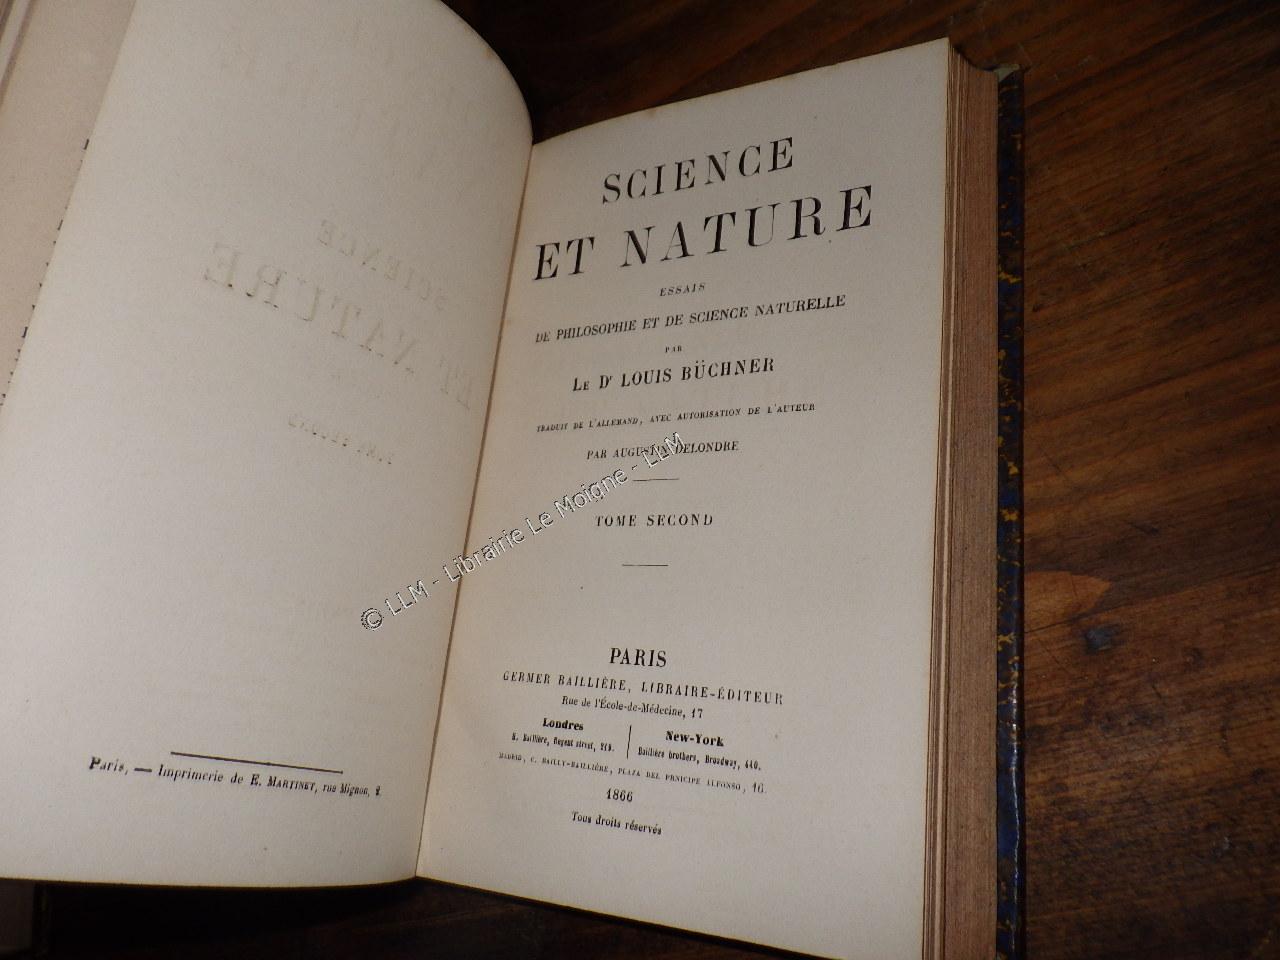 Paris, — Imprimerie de E. MARTINET, rue Mignon, 2.
SCIENCE
ET NATURE
ESSAIS
DE PHILOSOPHIE ET DE SCIENCE NATURELLE
PAR
LE Dr LOUIS BÜCHNER
TRADUIT DE L'ALLEMAND, AVEC AUTORISATION DE L'AUTEUR
PAR AUGUSTIN DELONDRE
TOME SECOND
PARIS
GERMER BAILLIÈRE, LIBRAIRE-ÉDITEUR
Rue de l'École-de-Médecine, 17
Londres
H. Baillière, Regent street, 219.
New-York
Baillière brothers, Broadway, 440.
MADRID, C. BAILLY-BAILLIÈRE, PLAZA DEL PRNICIPE ALFONSO, 16.
1866
Tous droits réservés
© LLM - Librairie Le Moigne - LLM